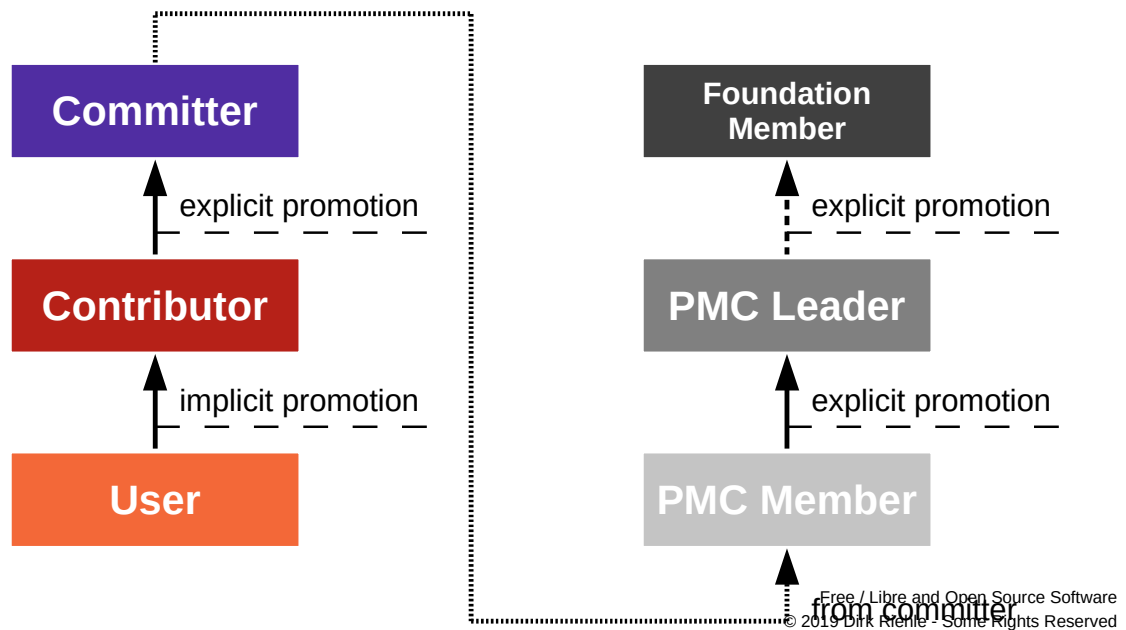 Committer
explicit promotion
Contributor
implicit promotion
User
Foundation
Member
explicit promotion
PMC Leader
explicit promotion
PMC Member
from committer
Free / Libre and Open Source Software
© 2019 Dirk Riehle - Some Rights Reserved